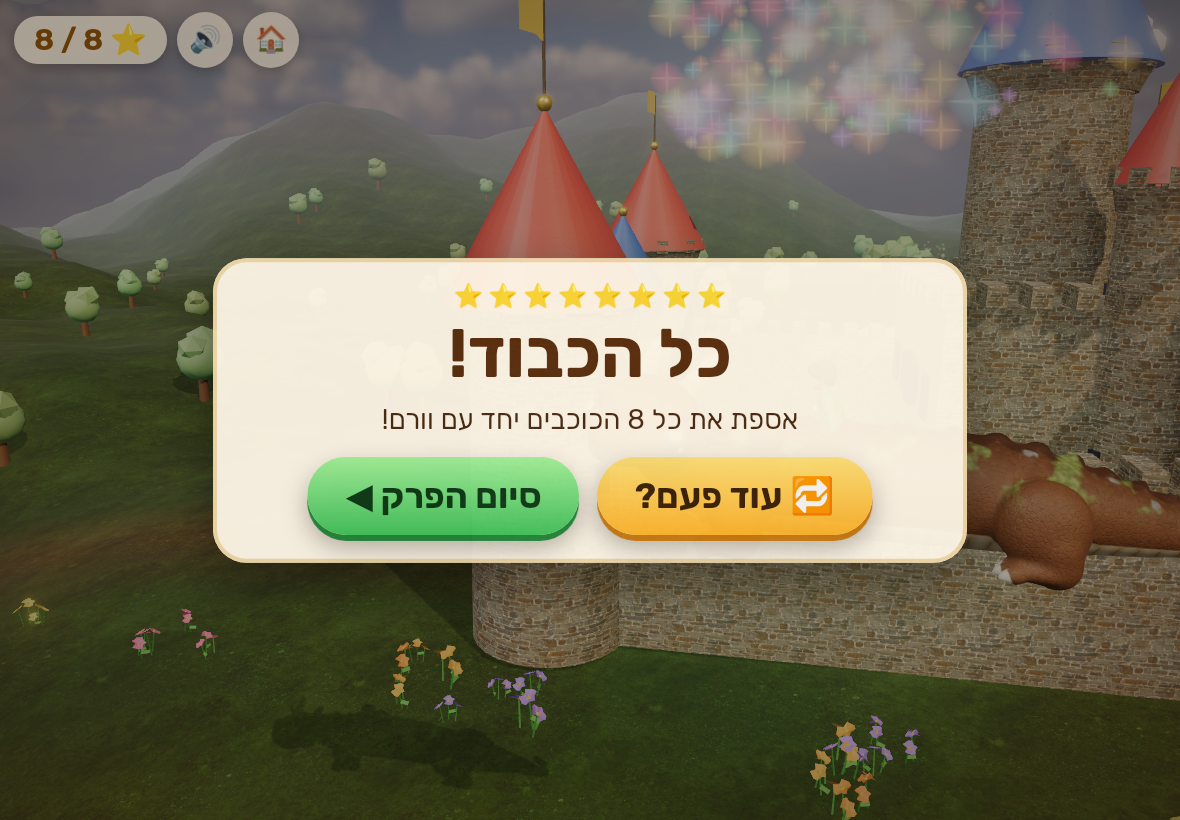 8 / 8
כל הכבוד!
אספת את כל 8 הכוכבים יחד עם וורם!
עוד פעם?
סיום הפרק